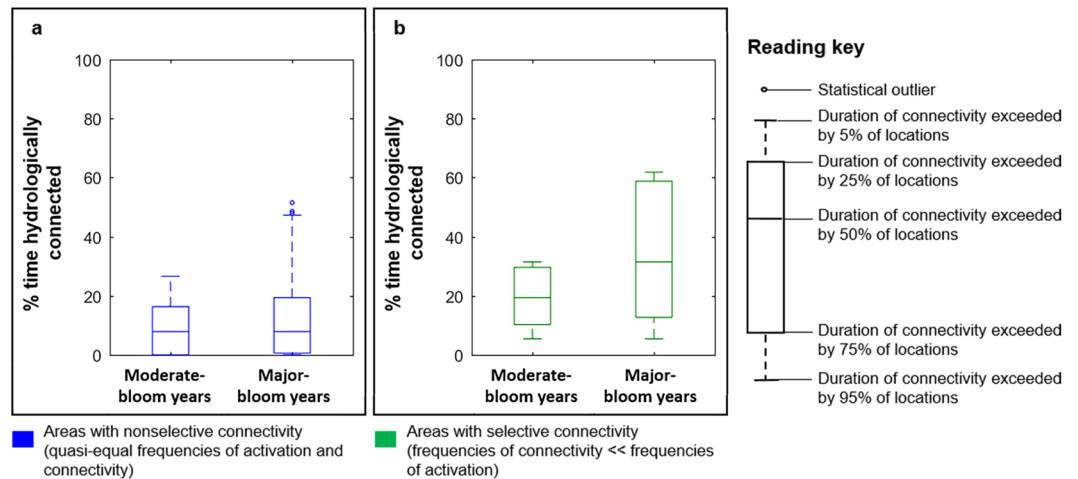 a
% time hydrologically
connected
100
80
60
40
20
0
Moderate-
bloom years
Major-
bloom years
Areas with nonselective connectivity
(quasi-equal frequencies of activation and
connectivity)
b
% time hydrologically
connected
100
80
60
40
20
0
Moderate-
bloom years
Major-
bloom years
Areas with selective connectivity
(frequencies of connectivity << frequencies
of activation)
Reading key
Statistical outlier
Duration of connectivity exceeded
by 5% of locations
Duration of connectivity exceeded
by 25% of locations
Duration of connectivity exceeded
by 50% of locations
Duration of connectivity exceeded
by 75% of locations
Duration of connectivity exceeded
by 95% of locations